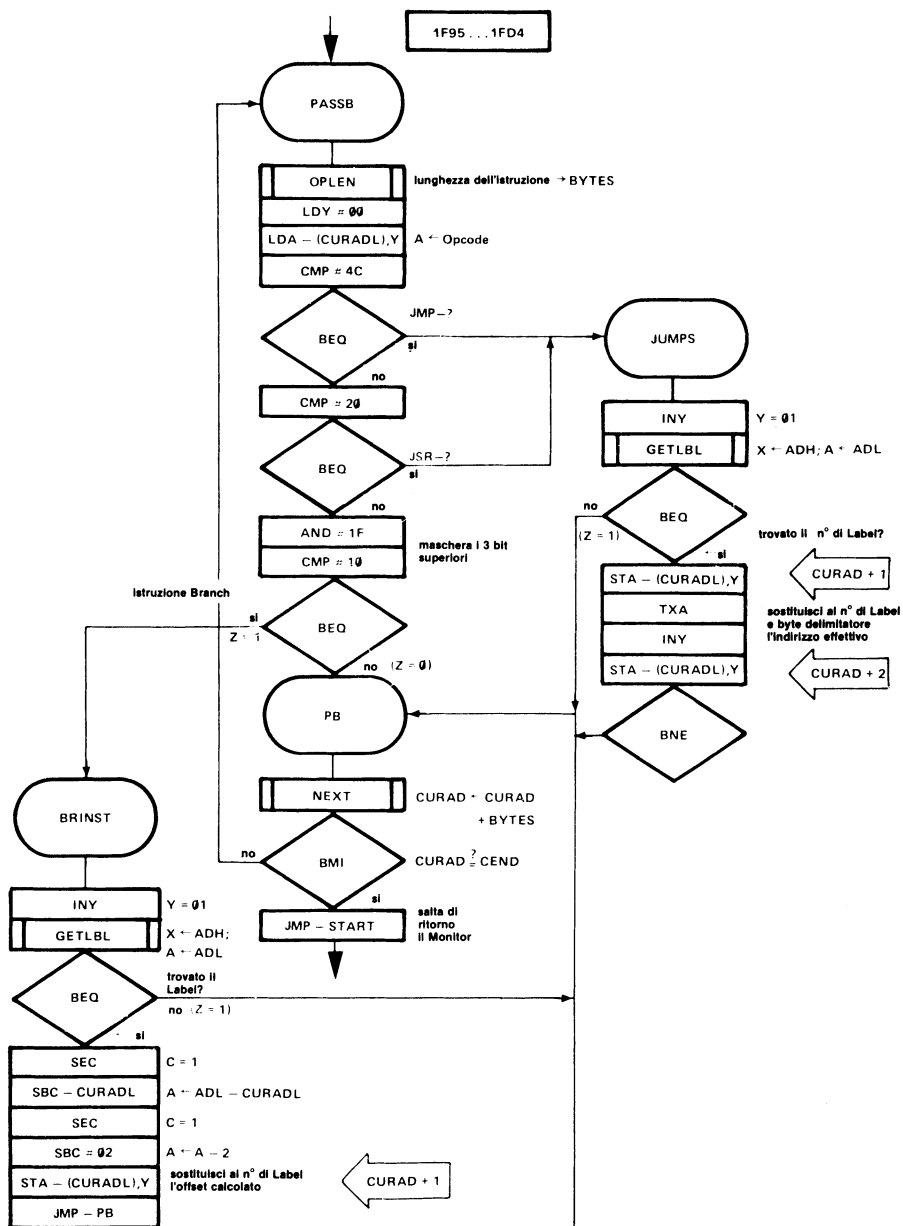 1F95 . . . 1FD4
PASSB
OPLEN
lunghezza dell'istruzione → BYTES
LDY = 00
LDA – (CURADL),Y
A ← Opcode
CMP = 4C
BEQ
JMP–?
si
no
CMP = 20
BEQ
JSR–?
si
no
AND = 1F
CMP = 10
maschera i 3 bit
superiori
istruzione Branch
BEQ
si
Z = 1
no (Z = 0)
PB
NEXT
CURAD ← CURAD
+ BYTES
BMI
no
CURAD ≟ CEND
si
JMP – START
salta di
ritorno
il Monitor
JUMPS
INY
Y = 01
GETLBL
X ← ADH; A ← ADL
BEQ
no
(Z = 1)
trovato il n° di Label?
si
STA – (CURADL),Y
CURAD + 1
TXA
INY
sostituisci al n° di Label
e byte delimitatore
l'indirizzo effettivo
STA – (CURADL),Y
CURAD + 2
BNE
BRINST
INY
Y = 01
GETLBL
X ← ADH;
A ← ADL
BEQ
trovato il
Label?
no (Z = 1)
si
SEC
C = 1
SBC – CURADL
A ← ADL – CURADL
SEC
C = 1
SBC = 02
A ← A – 2
STA – (CURADL),Y
sostituisci al n° di Label
l'offset calcolato
CURAD + 1
JMP – PB